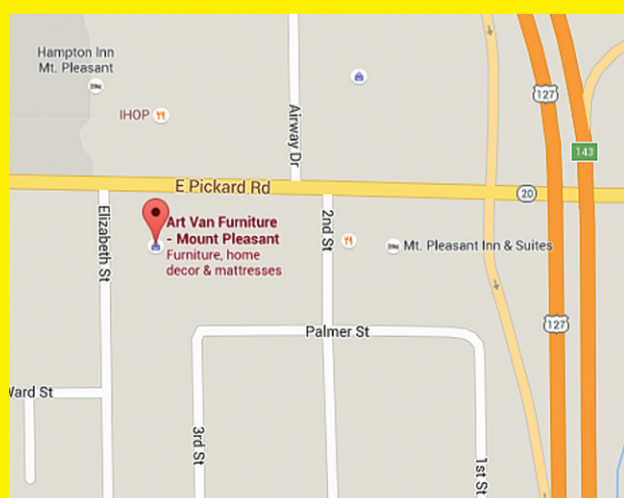 Hampton Inn
Mt. Pleasant
IHOP
Airway Dr
127
143
E Pickard Rd
20
Elizabeth St
Art Van Furniture
- Mount Pleasant
Furniture, home
decor & mattresses
2nd St
Mt. Pleasant Inn & Suites
127
Palmer St
Ward St
3rd St
1st St